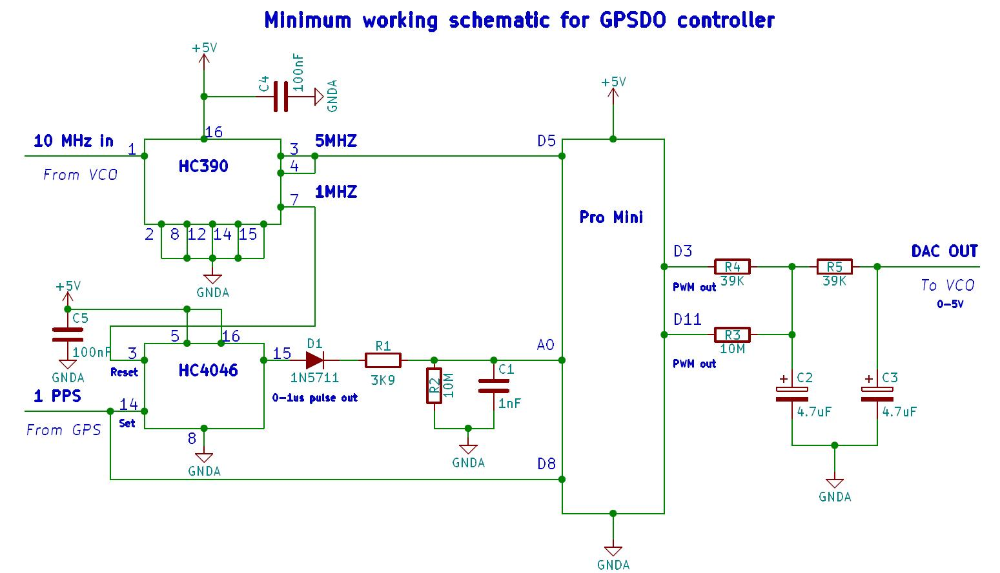 Minimum working schematic for GPSDO controller
+5V
C4
100nF
GNDA
+5V
16
10 MHz in
1
3
5MHZ
D5
HC390
4
From VCO
1MHZ
7
Pro Mini
2
8
12
14
15
D3
DAC OUT
R4
R5
39K
39K
PWM out
To VCO
0-5V
+5V
GNDA
C5
D11
5
16
R3
100nF
3
15
D1
R1
A0
10M
GNDA
Reset
HC4046
1N5711
3K9
R2
10M
C1
PWM out
1 PPS
0-1us pulse out
1nF
C2
C3
+
+
14
4.7uF
4.7uF
From GPS
Set
8
GNDA
GNDA
D8
GNDA
GNDA